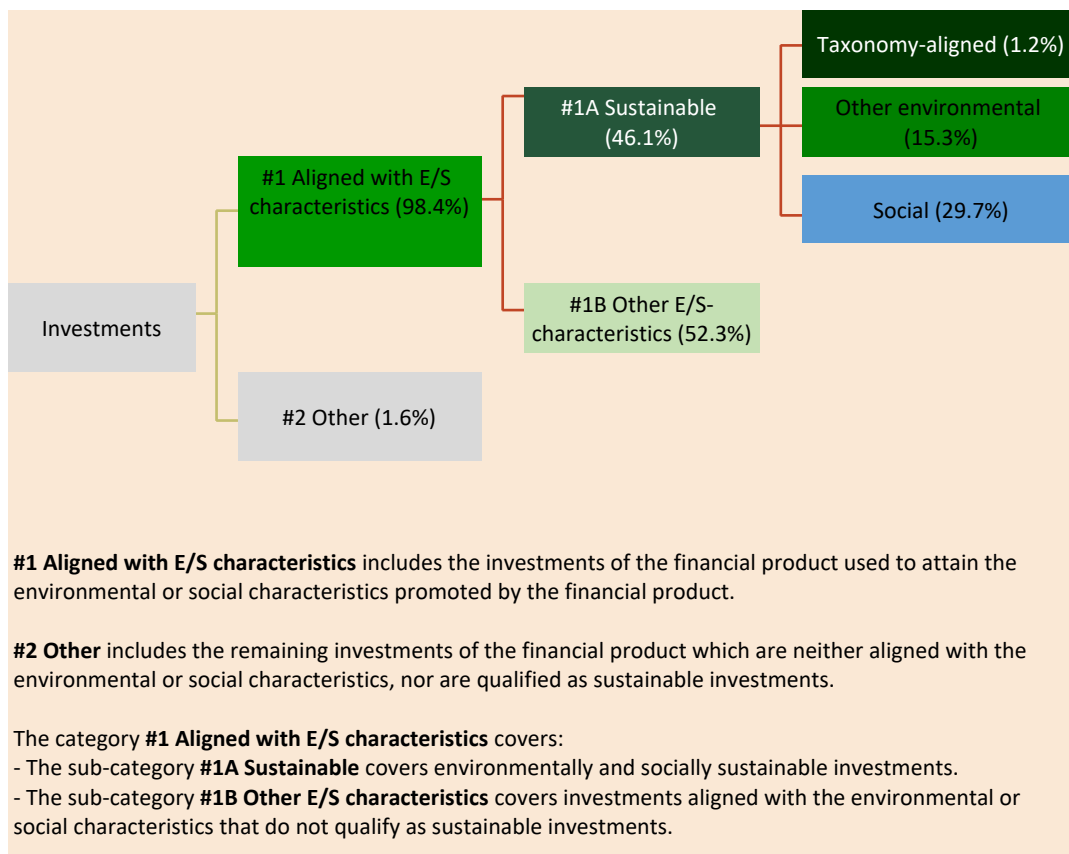 Taxonomy-aligned (1.2%)
#1A Sustainable
(46.1%)
Other environmental
(15.3%)
#1 Aligned with E/S
characteristics (98.4%)
Social (29.7%)
#1B Other E/S-
characteristics (52.3%)
Investments
#2 Other (1.6%)
#1 Aligned with E/S characteristics includes the investments of the financial product used to attain the
environmental or social characteristics promoted by the financial product.
#2 Other includes the remaining investments of the financial product which are neither aligned with the
environmental or social characteristics, nor are qualified as sustainable investments.
The category #1 Aligned with E/S characteristics covers:
- The sub-category #1A Sustainable covers environmentally and socially sustainable investments.
- The sub-category #1B Other E/S characteristics covers investments aligned with the environmental or
social characteristics that do not qualify as sustainable investments.